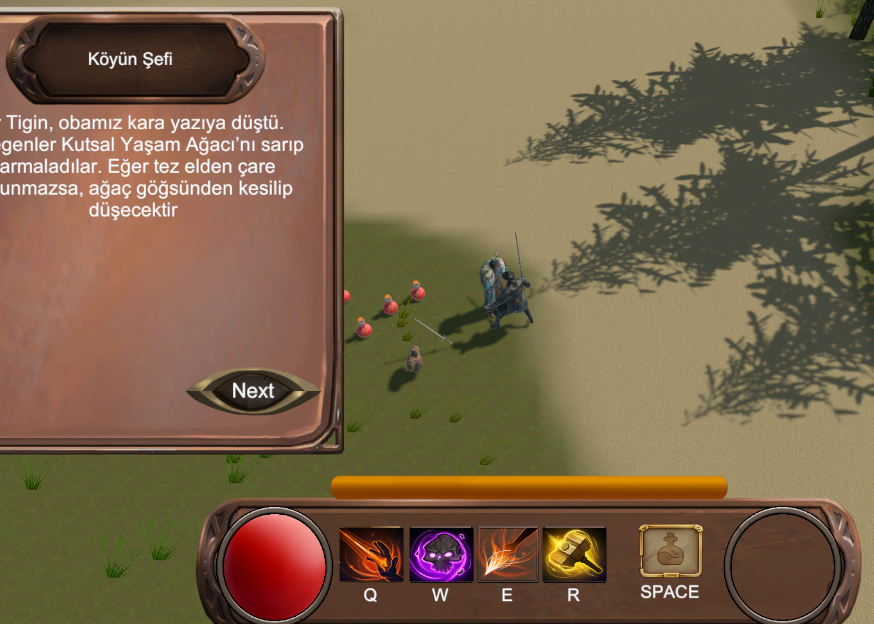 Köyün Şefi
Tigin, obamız kara yazıya düştü.
Kutsal Yaşam Ağacı'nı sarıp
Eğer tez elden çare
ağaç göğsünden kesilip
düşecektir
Next
Q W E R SPACE